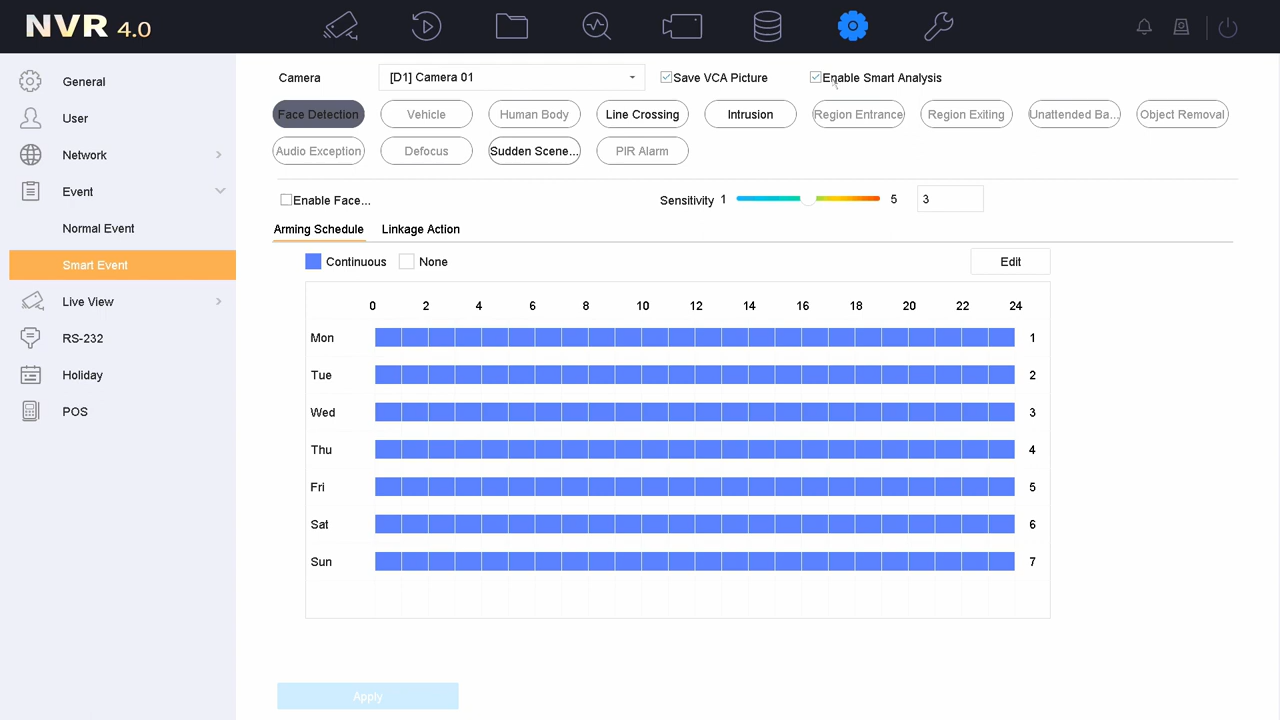 NVR 4.0
General
User
Network
Event
Normal Event
Smart Event
Live View
RS-232
Holiday
POS
Camera [D1] Camera 01 Save VCA Picture Enable Smart Analysis
Face Detection Vehicle Human Body Line Crossing Intrusion Region Entrance Region Exiting Unattended Ba... Object Removal
Audio Exception Defocus Sudden Scene... PIR Alarm
Enable Face... Sensitivity 1 5 3
Arming Schedule Linkage Action
Continuous None Edit
0 2 4 6 8 10 12 14 16 18 20 22 24
Mon 1
Tue 2
Wed 3
Thu 4
Fri 5
Sat 6
Sun 7
Apply